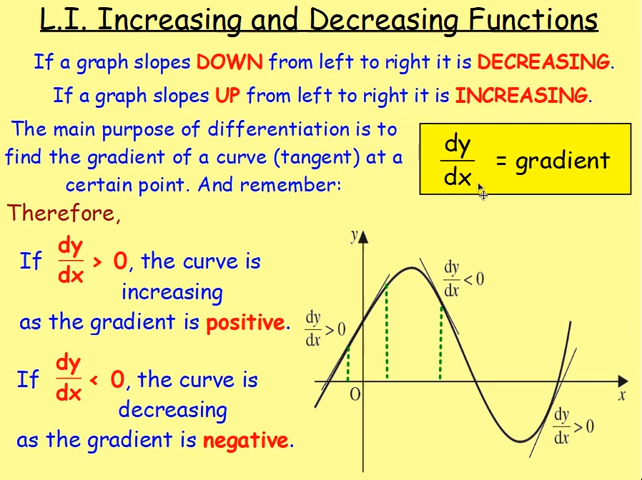 L.I. Increasing and Decreasing Functions
If a graph slopes DOWN from left to right it is DECREASING.
If a graph slopes UP from left to right it is INCREASING.
The main purpose of differentiation is to
find the gradient of a curve (tangent) at a
certain point. And remember:
dy/dx = gradient
Therefore,
If dy/dx > 0, the curve is
increasing
as the gradient is positive.
If dy/dx < 0, the curve is
decreasing
as the gradient is negative.
y
dy/dx < 0
dy/dx > 0
O
x
dy/dx > 0